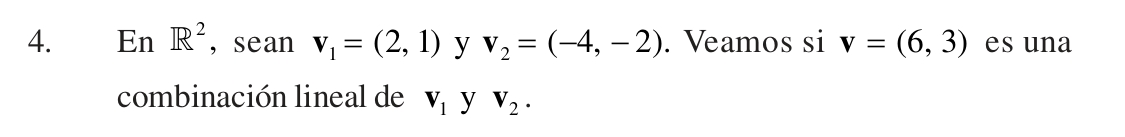 4. En ℝ², sean v₁ = (2, 1) y v₂ = (–4, – 2). Veamos si v = (6, 3) es una
combinación lineal de v₁ y v₂.